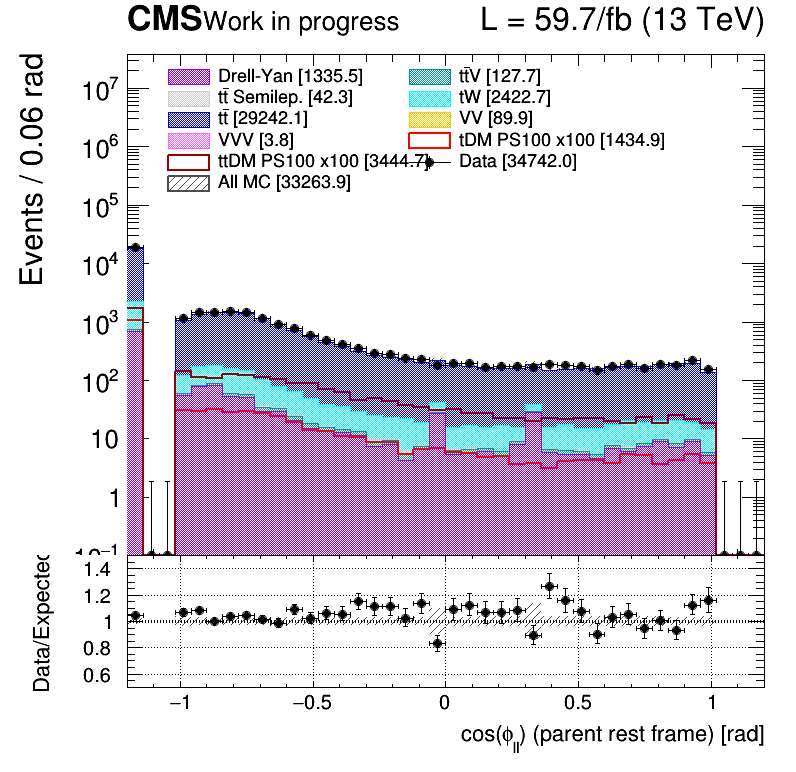 CMS Work in progress L = 59.7/fb (13 TeV)
Events / 0.06 rad
Drell-Yan [1335.5] tt̄V [127.7]
tt̄ Semilep. [42.3] tW [2422.7]
tt̄ [29242.1] VV [89.9]
VVV [3.8] tDM PS100 x100 [1434.9]
ttDM PS100 x100 [3444.7] Data [34742.0]
All MC [33263.9]
10⁷
10⁶
10⁵
10⁴
10³
10²
10
1
10⁻¹
Data/Expected
1.4
1.2
1
0.8
0.6
−1 −0.5 0 0.5 1
cos(ϕ_ll) (parent rest frame) [rad]